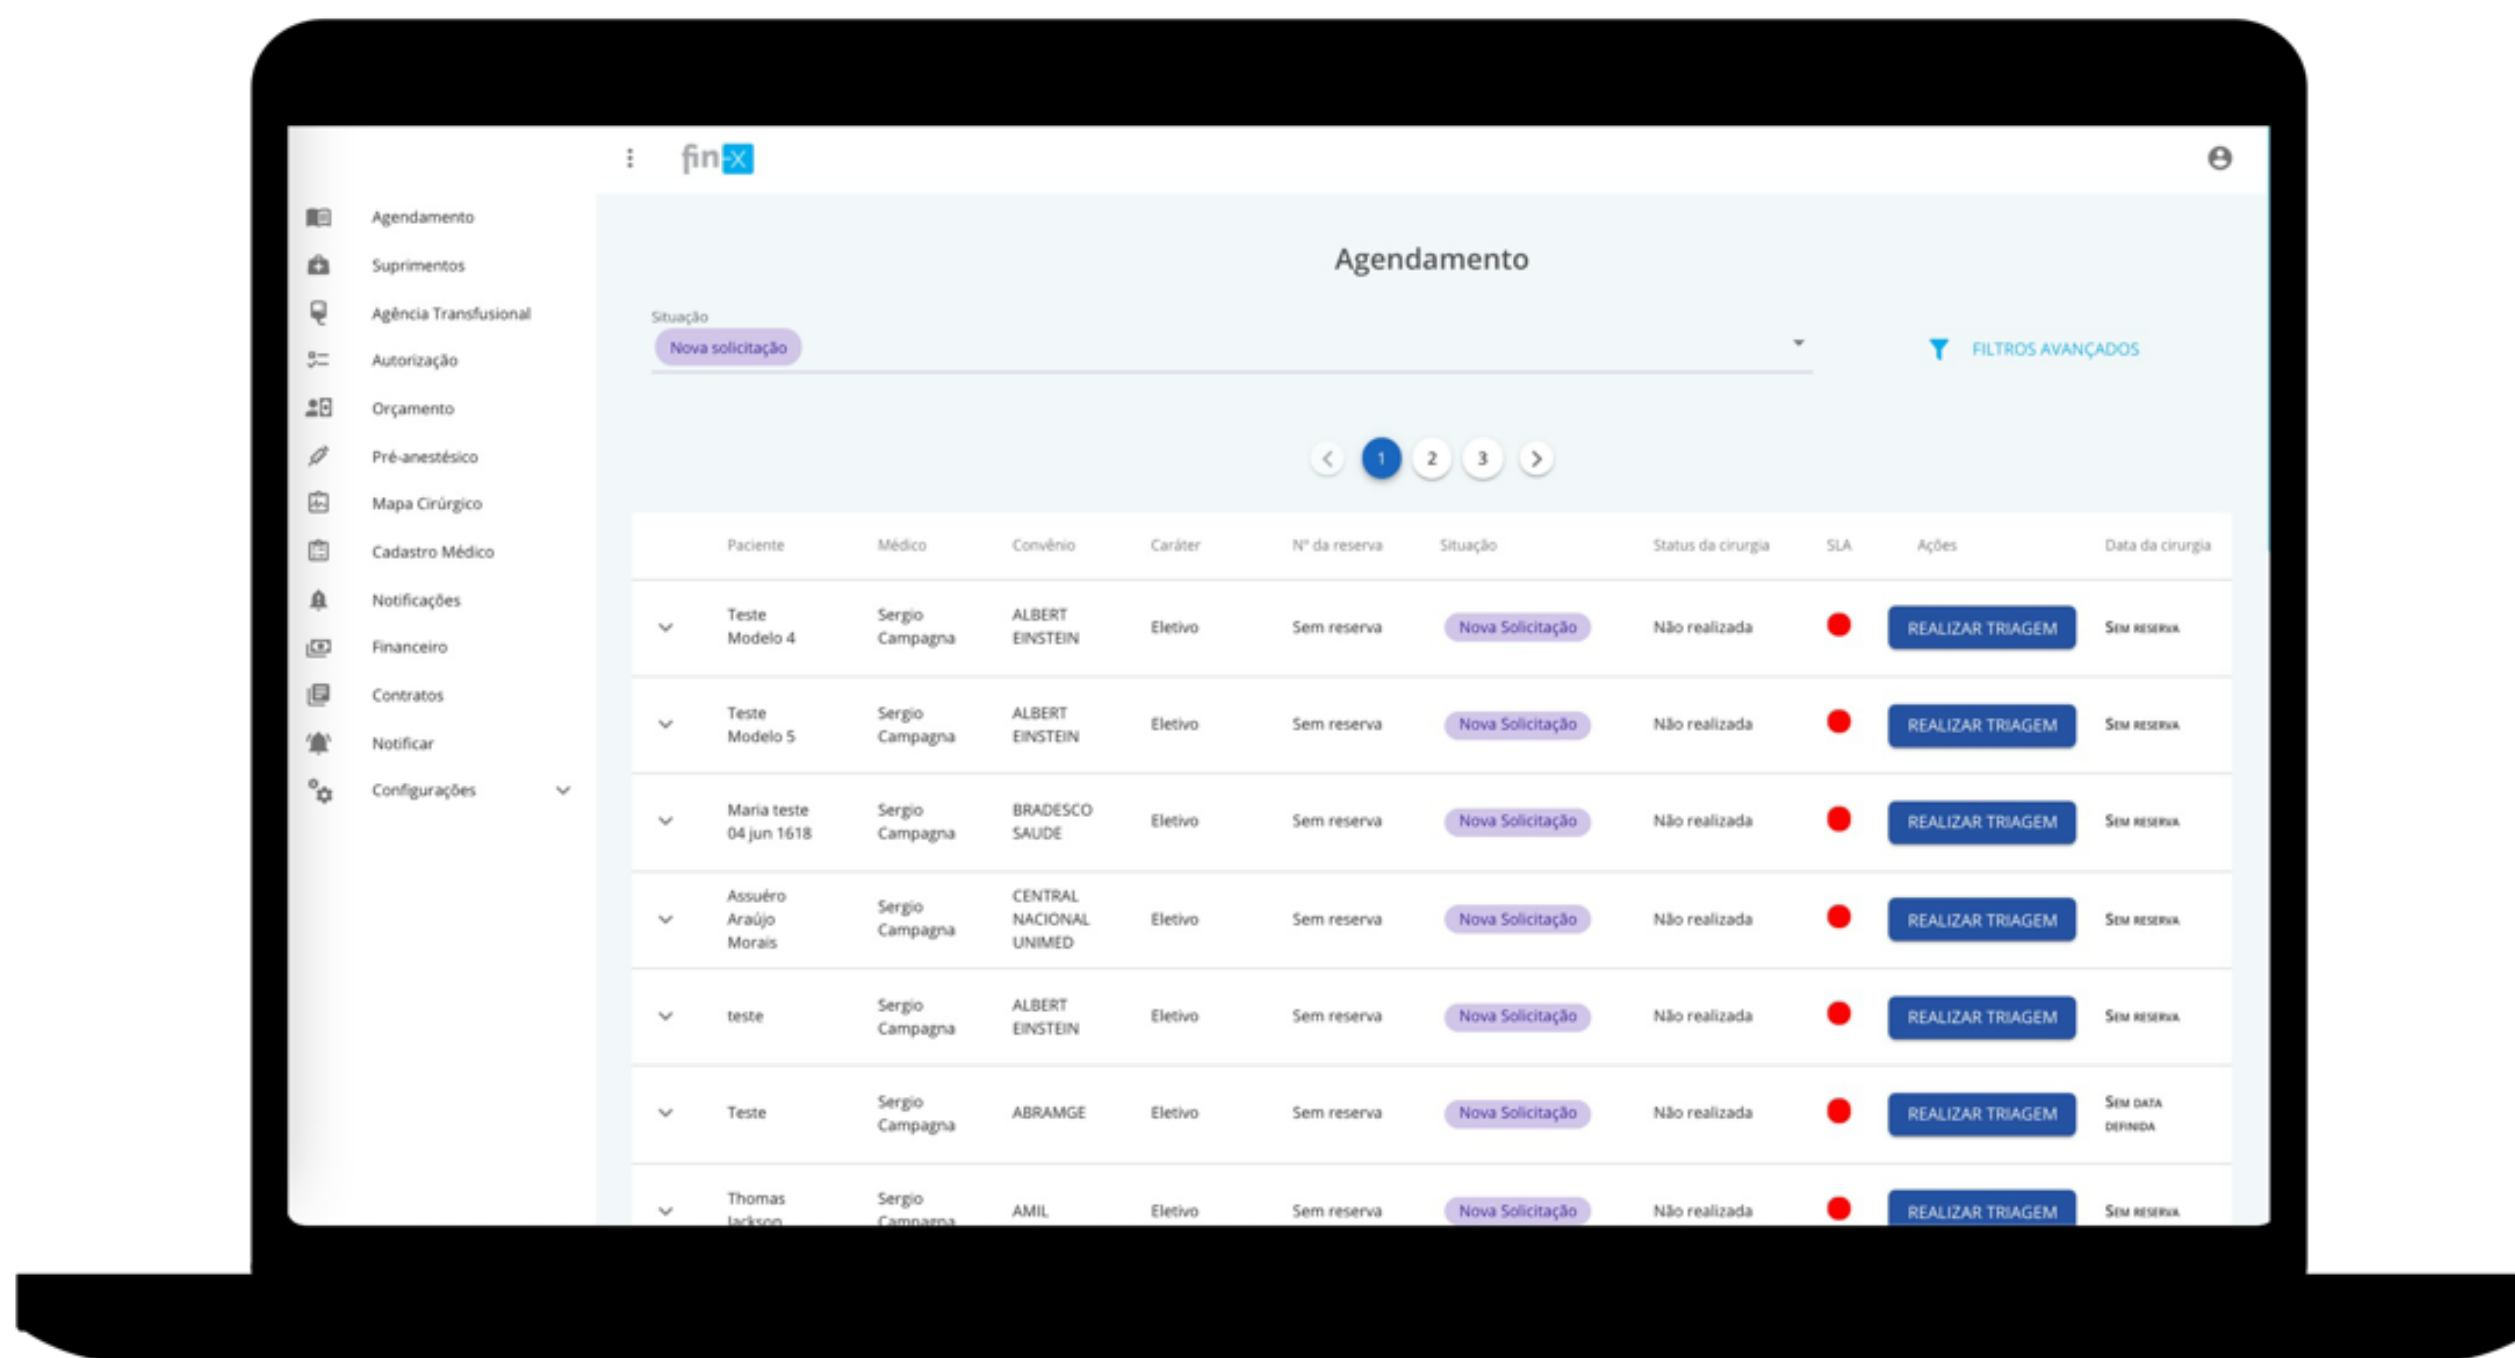 fin-x
Agendamento
Suprimentos
Agência Transfusional
Autorização
Orçamento
Pré-anestésico
Mapa Cirúrgico
Cadastro Médico
Notificações
Financeiro
Contratos
Notificar
Configurações
Agendamento
Situação
Nova solicitação
FILTROS AVANÇADOS
1 2 3
Paciente Médico Convênio Caráter Nº da reserva Situação Status da cirurgia SLA Ações Data da cirurgia
Teste Sergio ALBERT
Modelo 4 Campagna EINSTEIN Eletivo Sem reserva Nova Solicitação Não realizada REALIZAR TRIAGEM SEM RESERVA
Teste Sergio ALBERT
Modelo 5 Campagna EINSTEIN Eletivo Sem reserva Nova Solicitação Não realizada REALIZAR TRIAGEM SEM RESERVA
Maria teste Sergio BRADESCO
04 jun 1618 Campagna SAUDE Eletivo Sem reserva Nova Solicitação Não realizada REALIZAR TRIAGEM SEM RESERVA
Assuéro CENTRAL
Araújo Sergio NACIONAL Eletivo Sem reserva Nova Solicitação Não realizada REALIZAR TRIAGEM SEM RESERVA
Morais Campagna UNIMED
Sergio ALBERT
teste Campagna EINSTEIN Eletivo Sem reserva Nova Solicitação Não realizada REALIZAR TRIAGEM SEM RESERVA
Sergio SEM DATA
Teste Campagna ABRAMGE Eletivo Sem reserva Nova Solicitação Não realizada REALIZAR TRIAGEM DEFINIDA
Thomas Sergio
Jackson Campagna AMIL Eletivo Sem reserva Nova Solicitação Não realizada REALIZAR TRIAGEM SEM RESERVA